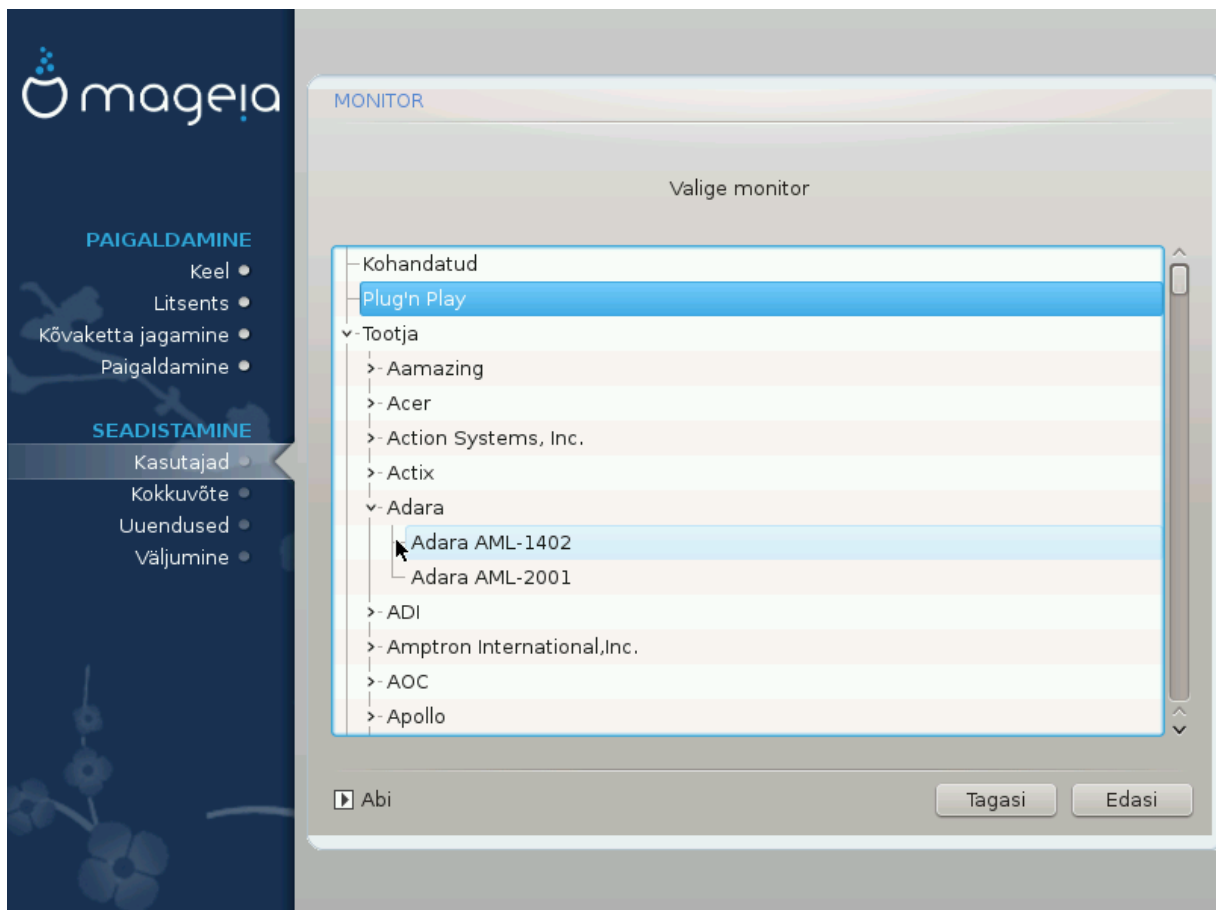 mageia
PAIGALDAMINE
Keel
Litsents
Kõvaketta jagamine
Paigaldamine
SEADISTAMINE
Kasutajad
Kokkuvõte
Uuendused
Väljumine
MONITOR
Valige monitor
Kohandatud
Plug'n Play
Tootja
Aamazing
Acer
Action Systems, Inc.
Actix
Adara
Adara AML-1402
Adara AML-2001
ADI
Amptron International,Inc.
AOC
Apollo
Abi
Tagasi
Edasi